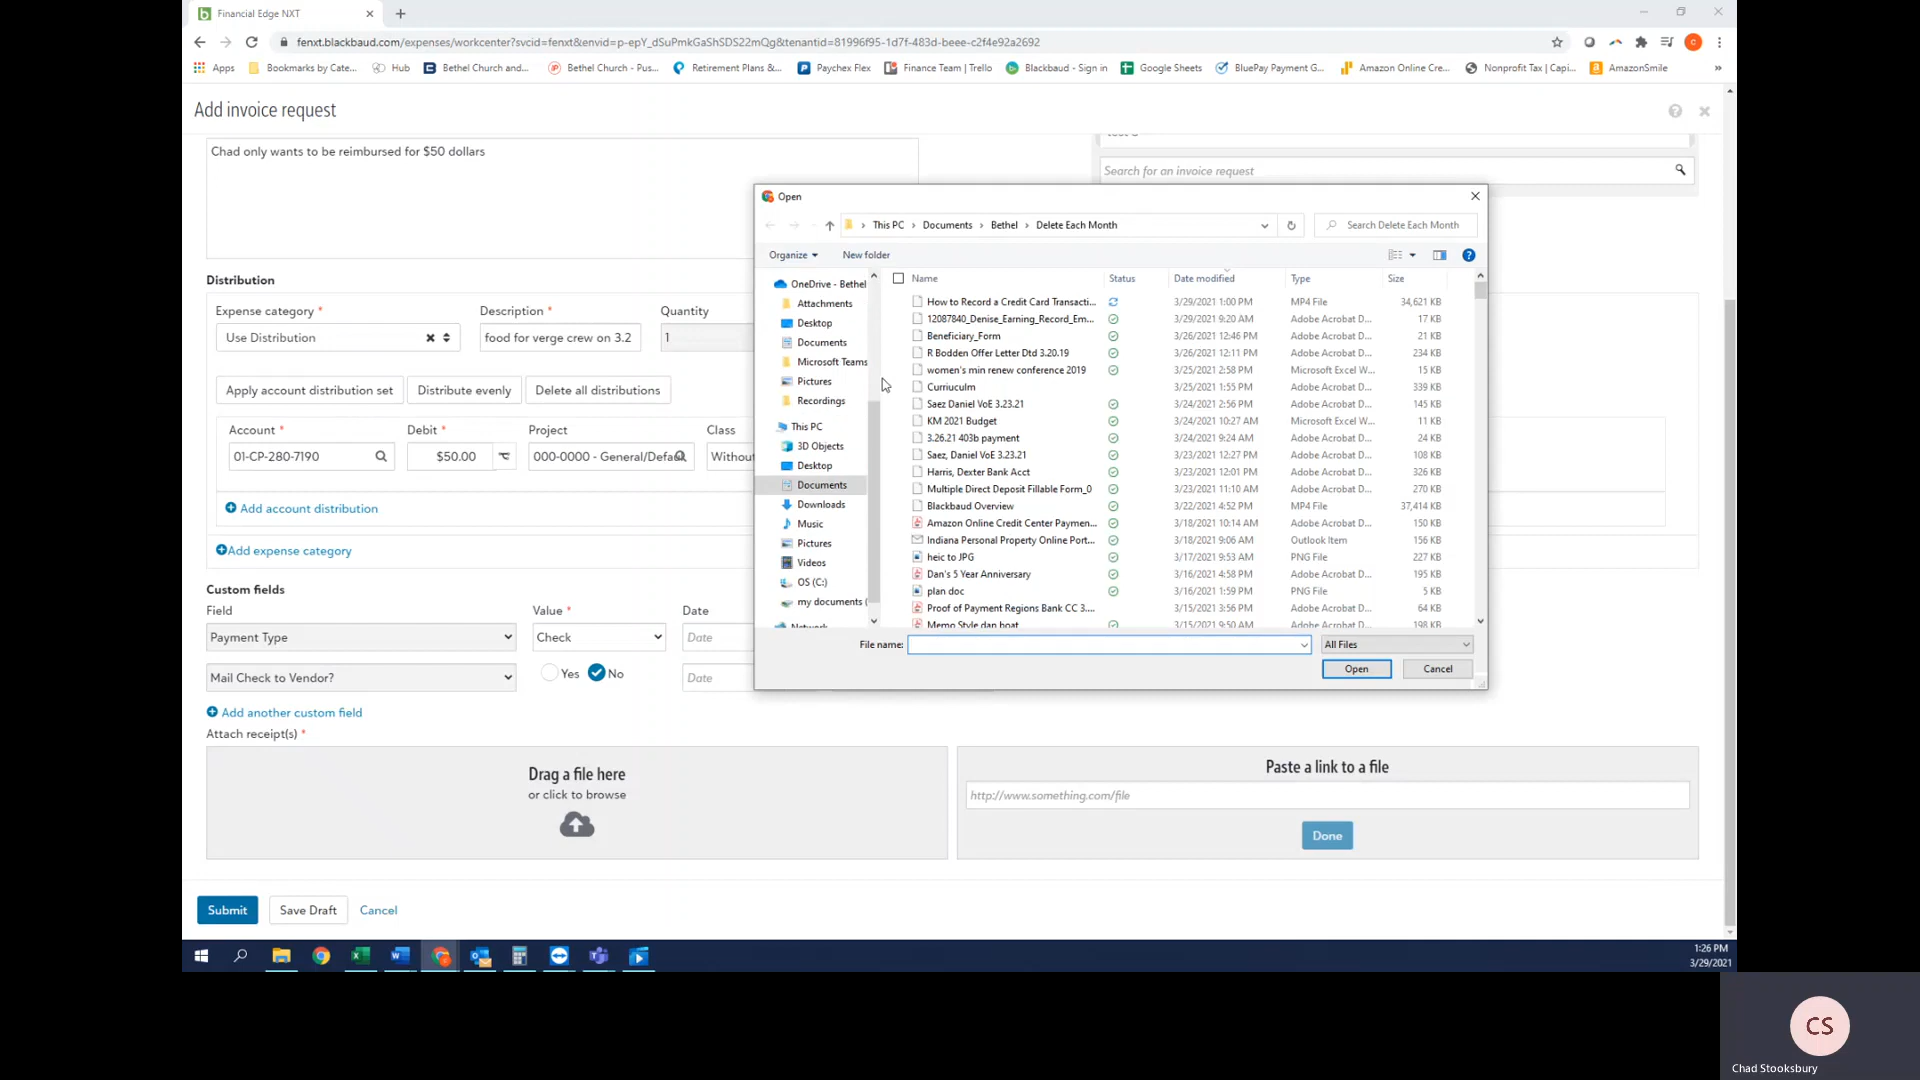 Financial Edge NXT
fenxt.blackbaud.com/expenses/workcenter?svcid=fenxt&envid=p-epY_dSuPmkGaShSDS22mQg&tenantid=81996f95-1d7f-483d-beee-c2f4e92a2692
Apps Bookmarks by Cate... Hub Bethel Church and... Bethel Church - Pus... Retirement Plans &... Paychex Flex Finance Team | Trello Blackbaud - Sign in Google Sheets BluePay Payment G... Amazon Online Cre... Nonprofit Tax | Capi... AmazonSmile »
Add invoice request
Chad only wants to be reimbursed for $50 dollars
Search for an invoice request
Distribution
Expense category * Description * Quantity
Use Distribution food for verge crew on 3.2 1
Apply account distribution set Distribute evenly Delete all distributions
Account * Debit * Project Class
01-CP-280-7190 $50.00 000-0000 - General/Defau Without
Add account distribution
Add expense category
Custom fields
Field Value * Date
Payment Type Check Date
Mail Check to Vendor? Yes No Date
Add another custom field
Attach receipt(s) *
Drag a file here
or click to browse
Paste a link to a file
http://www.something.com/file
Done
Submit Save Draft Cancel
Open
This PC › Documents › Bethel › Delete Each Month
Search Delete Each Month
Organize New folder
OneDrive - Bethel
Attachments
Desktop
Documents
Microsoft Teams
Pictures
Recordings
This PC
3D Objects
Desktop
Documents
Downloads
Music
Pictures
Videos
OS (C:)
my documents (
Network
Name Status Date modified Type Size
How to Record a Credit Card Transacti... 3/29/2021 1:00 PM MP4 File 34,621 KB
12087840_Denise_Earning_Record_Em... 3/29/2021 9:20 AM Adobe Acrobat D... 17 KB
Beneficiary_Form 3/26/2021 12:46 PM Adobe Acrobat D... 21 KB
R Bodden Offer Letter Dtd 3.20.19 3/26/2021 12:11 PM Adobe Acrobat D... 234 KB
women's min renew conference 2019 3/25/2021 2:58 PM Microsoft Excel W... 15 KB
Curriuculm 3/25/2021 1:55 PM Adobe Acrobat D... 339 KB
Saez Daniel VoE 3.23.21 3/24/2021 2:56 PM Adobe Acrobat D... 145 KB
KM 2021 Budget 3/24/2021 10:27 AM Microsoft Excel W... 11 KB
3.26.21 403b payment 3/24/2021 9:24 AM Adobe Acrobat D... 24 KB
Saez, Daniel VoE 3.23.21 3/23/2021 12:27 PM Adobe Acrobat D... 108 KB
Harris, Dexter Bank Acct 3/23/2021 12:01 PM Adobe Acrobat D... 326 KB
Multiple Direct Deposit Fillable Form_0 3/23/2021 11:10 AM Adobe Acrobat D... 270 KB
Blackbaud Overview 3/22/2021 4:52 PM MP4 File 37,414 KB
Amazon Online Credit Center Paymen... 3/18/2021 10:14 AM Adobe Acrobat D... 150 KB
Indiana Personal Property Online Port... 3/18/2021 9:06 AM Outlook Item 156 KB
heic to JPG 3/17/2021 9:53 AM PNG File 227 KB
Dan's 5 Year Anniversary 3/16/2021 4:58 PM Adobe Acrobat D... 195 KB
plan doc 3/16/2021 1:59 PM PNG File 5 KB
Proof of Payment Regions Bank CC 3.... 3/15/2021 3:56 PM Adobe Acrobat D... 64 KB
Memo Style dan boat 3/15/2021 9:50 AM Adobe Acrobat D... 198 KB
File name: All Files
Open Cancel
1:26 PM
3/29/2021
CS
Chad Stooksbury